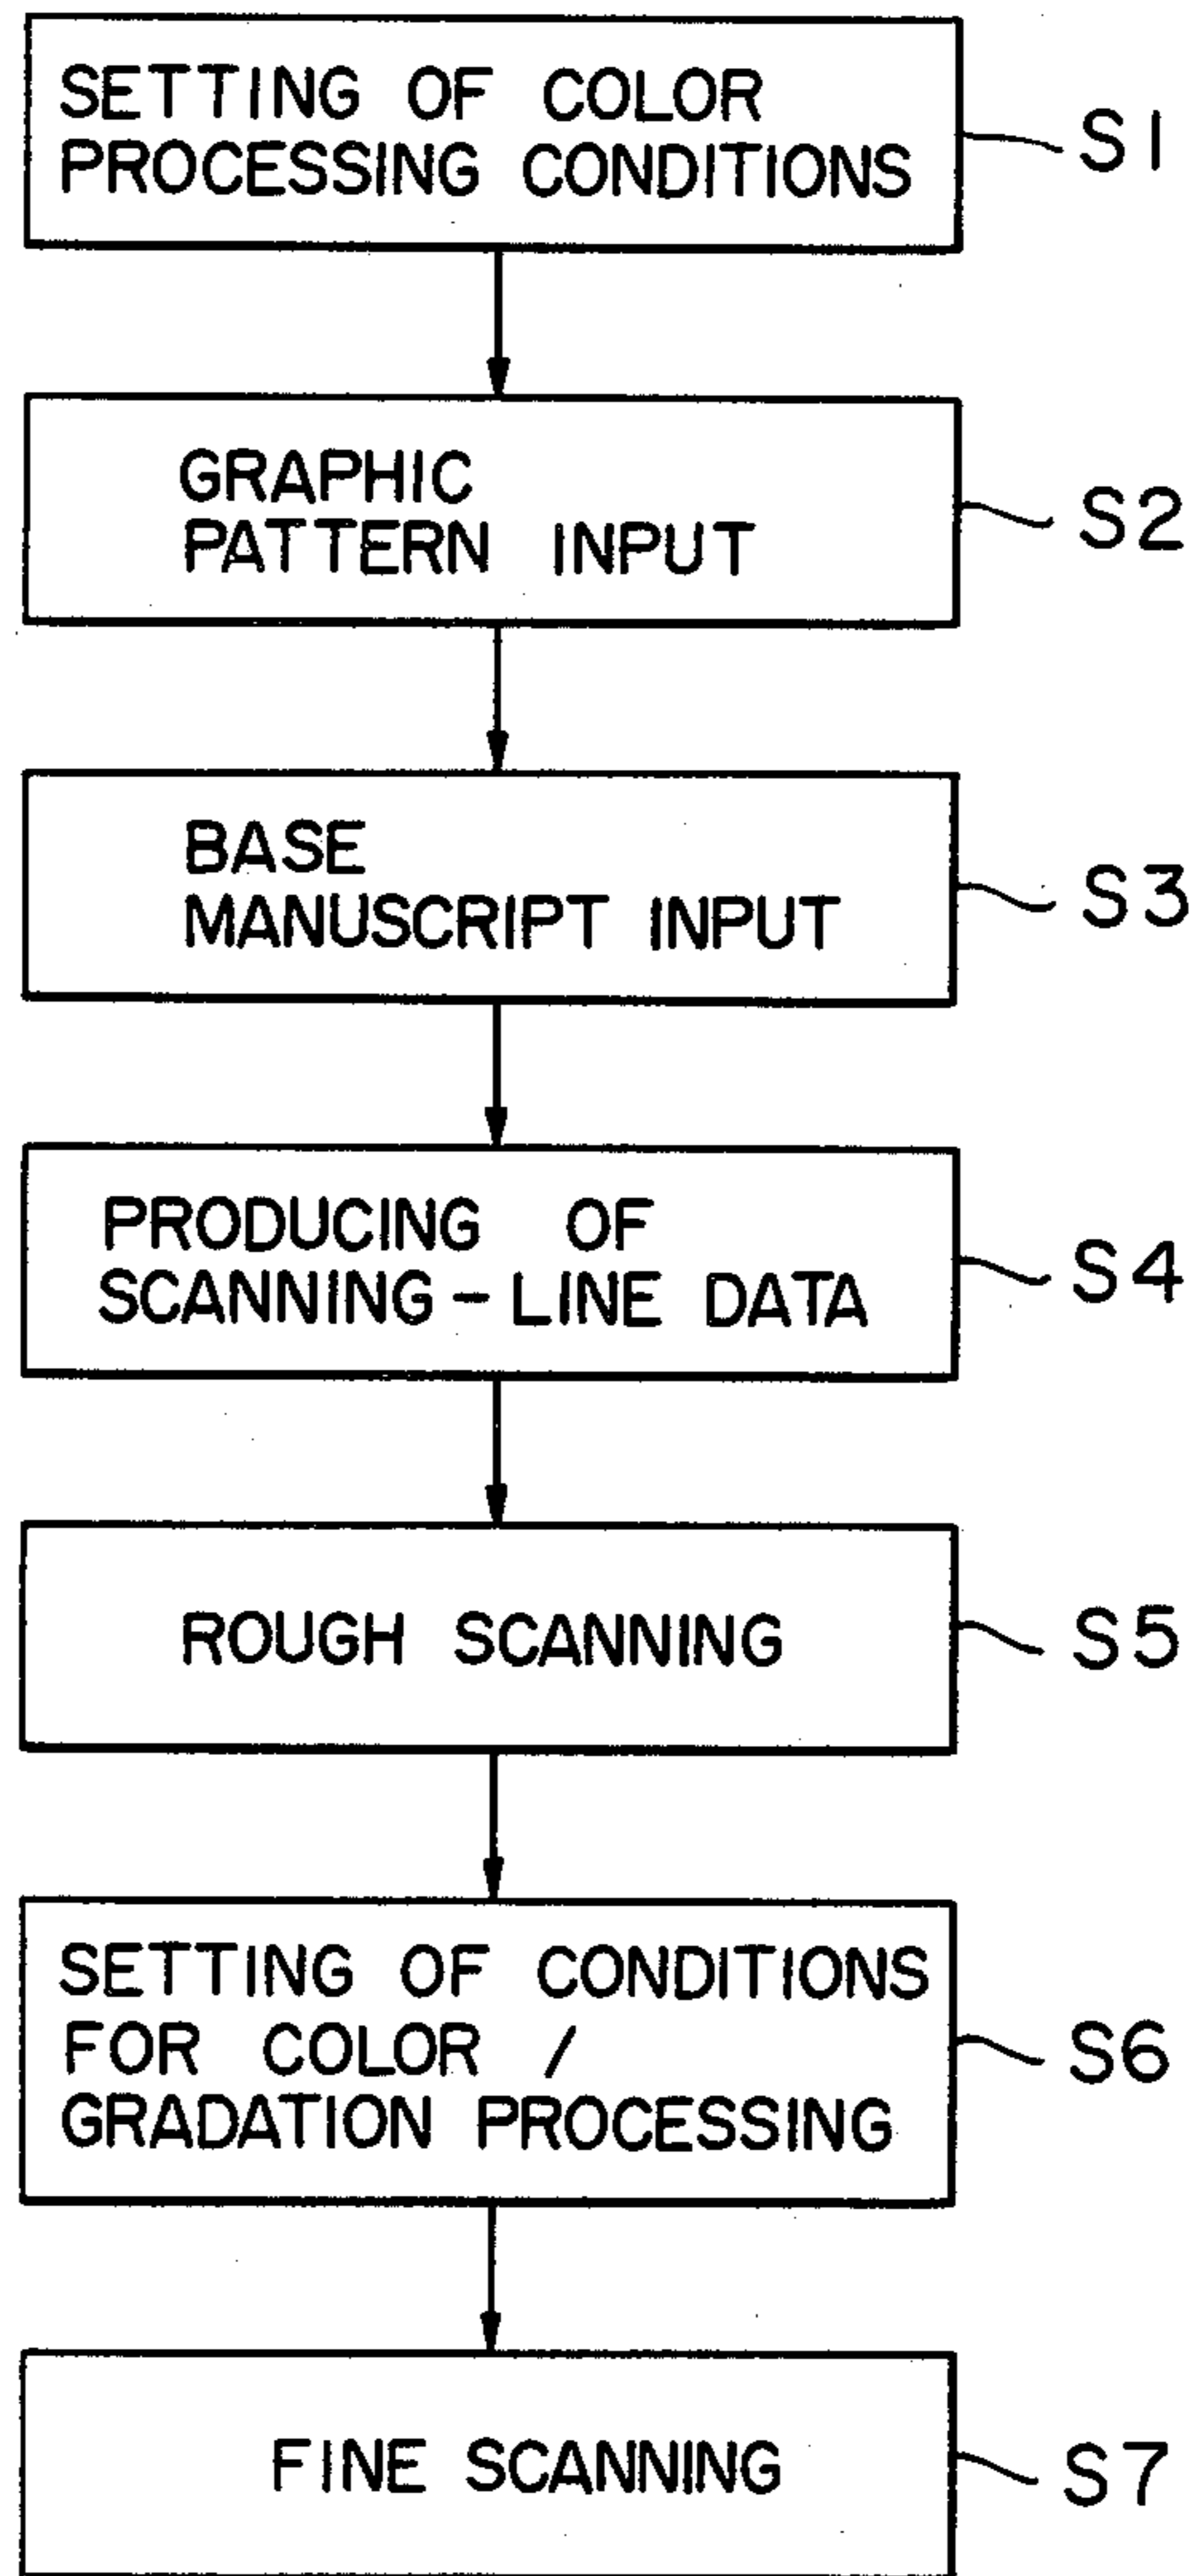 SETTING OF COLOR
PROCESSING CONDITIONS
S1
GRAPHIC
PATTERN INPUT
S2
BASE
MANUSCRIPT INPUT
S3
PRODUCING OF
SCANNING-LINE DATA
S4
ROUGH SCANNING
S5
SETTING OF CONDITIONS
FOR COLOR /
GRADATION PROCESSING
S6
FINE SCANNING
S7